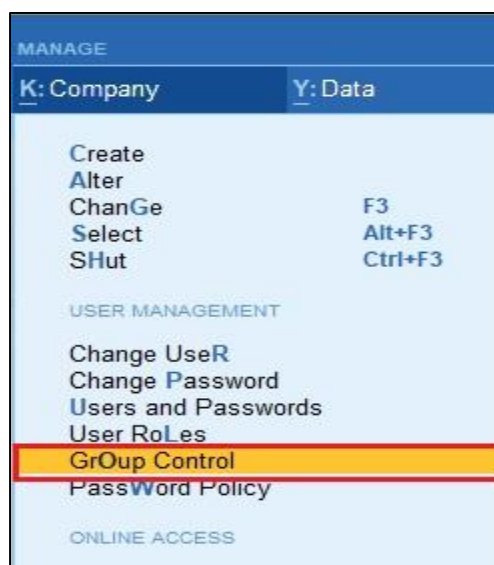 MANAGE
K: Company Y: Data
Create
Alter
ChanGe F3
Select Alt+F3
SHut Ctrl+F3
USER MANAGEMENT
Change UseR
Change Password
Users and Passwords
User RoLes
GrOup Control
PassWord Policy
ONLINE ACCESS